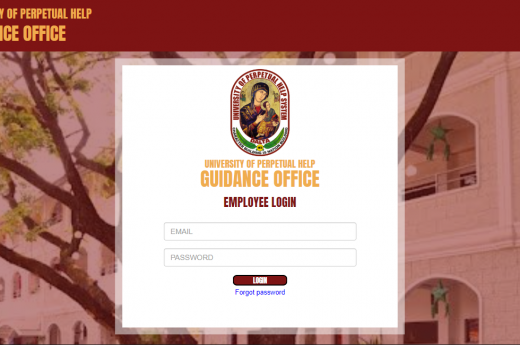 Y OF PERPETUAL HELP
NCE OFFICE
UNIVERSITY OF PERPETUAL HELP SYSTEM
UNIVERSITY OF PERPETUAL HELP
GUIDANCE OFFICE
EMPLOYEE LOGIN
EMAIL
PASSWORD
LOGIN
Forgot password